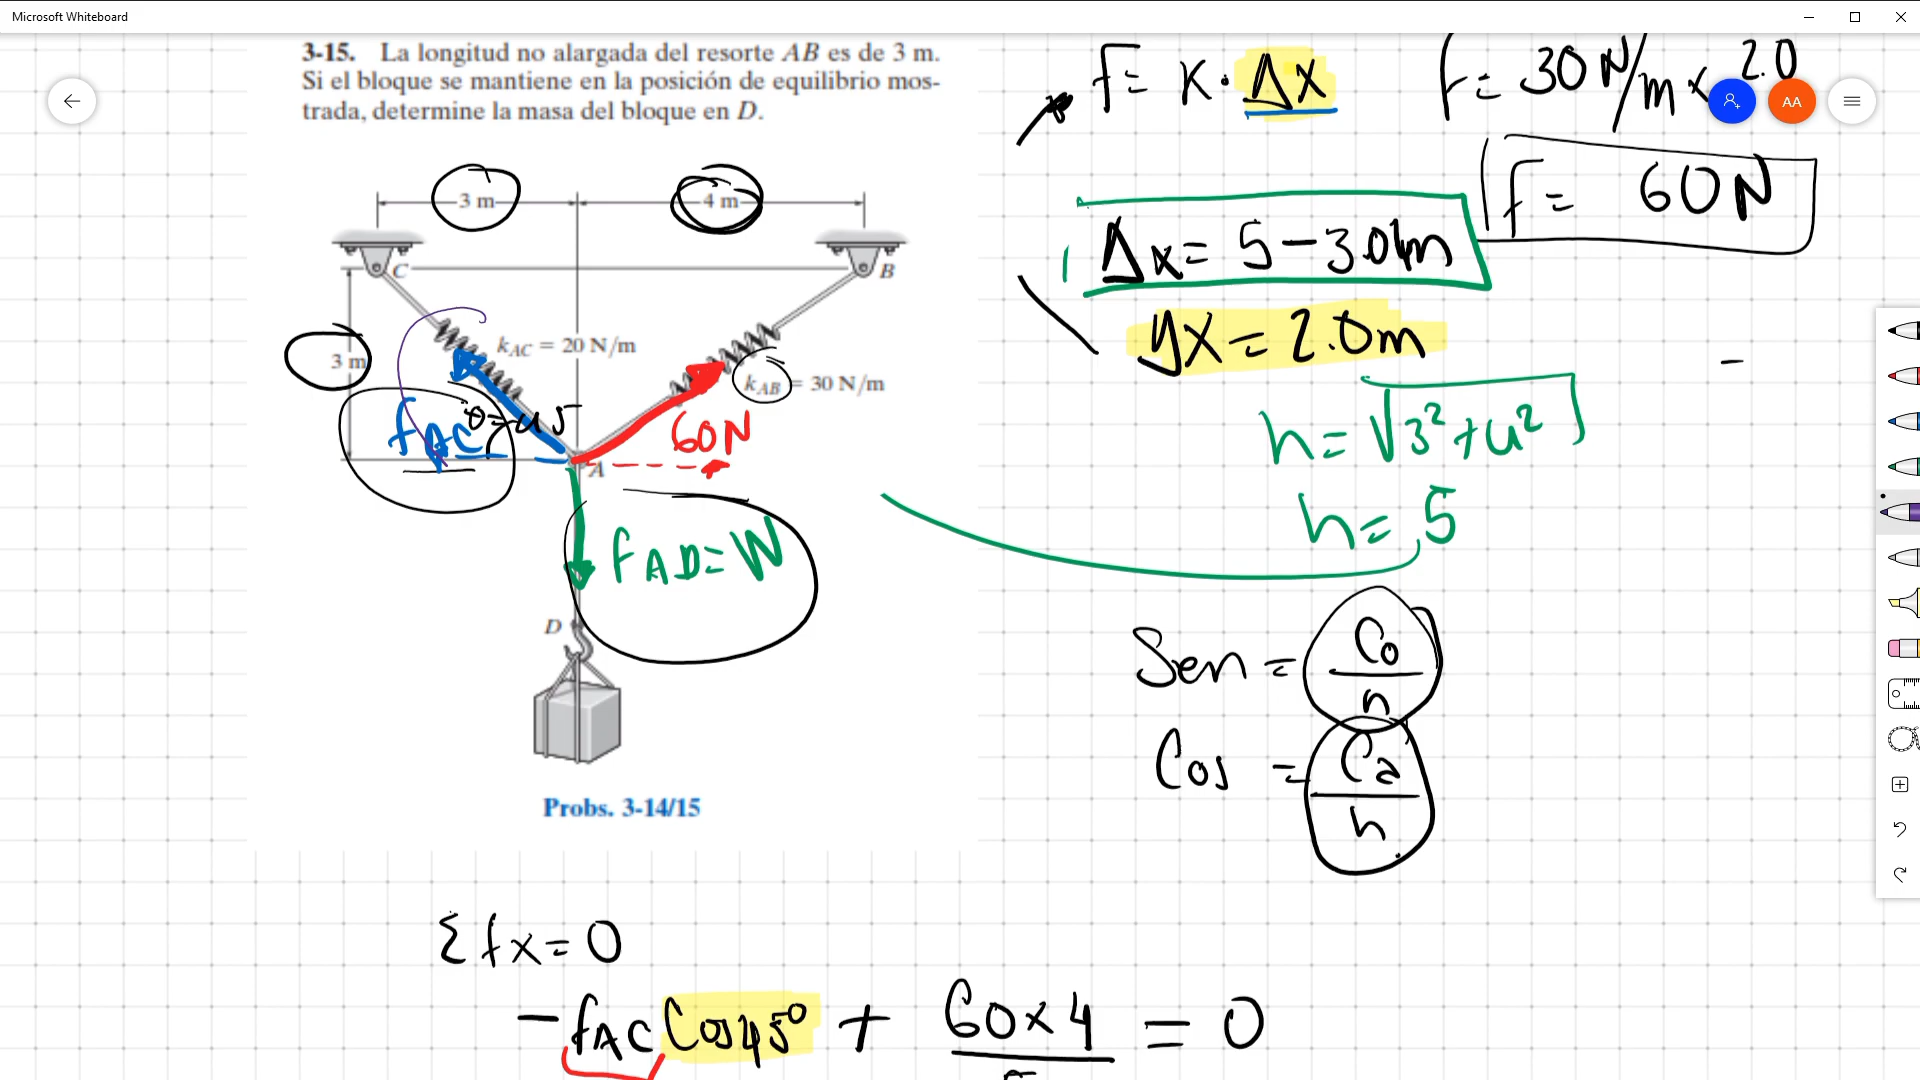 Microsoft Whiteboard
3-15. La longitud no alargada del resorte AB es de 3 m.
Si el bloque se mantiene en la posición de equilibrio mos-
trada, determine la masa del bloque en D.
3 m
4 m
C
B
3 m
kAC = 20 N/m
kAB = 30 N/m
θ=45
fAC
60N
A
fAD=W
D
Probs. 3-14/15
F= K·Δx
f= 30 N/m x 2.0
AA
f= 60N
Δx= 5-3.0m
yx=2.0m
h=√3²+4²
h= 5
Sen = Co/h
Cos = Ca/h
Σfx=0
-fAC Cos45° + 60x4 = 0